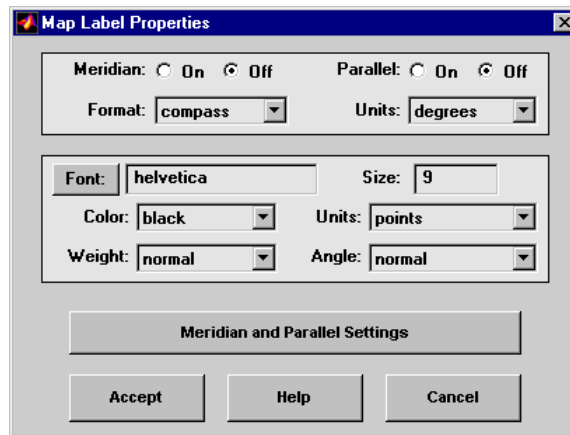 Map Label Properties
Meridian: On Off Parallel: On Off
Format: compass Units: degrees
Font: helvetica Size: 9
Color: black Units: points
Weight: normal Angle: normal
Meridian and Parallel Settings
Accept Help Cancel